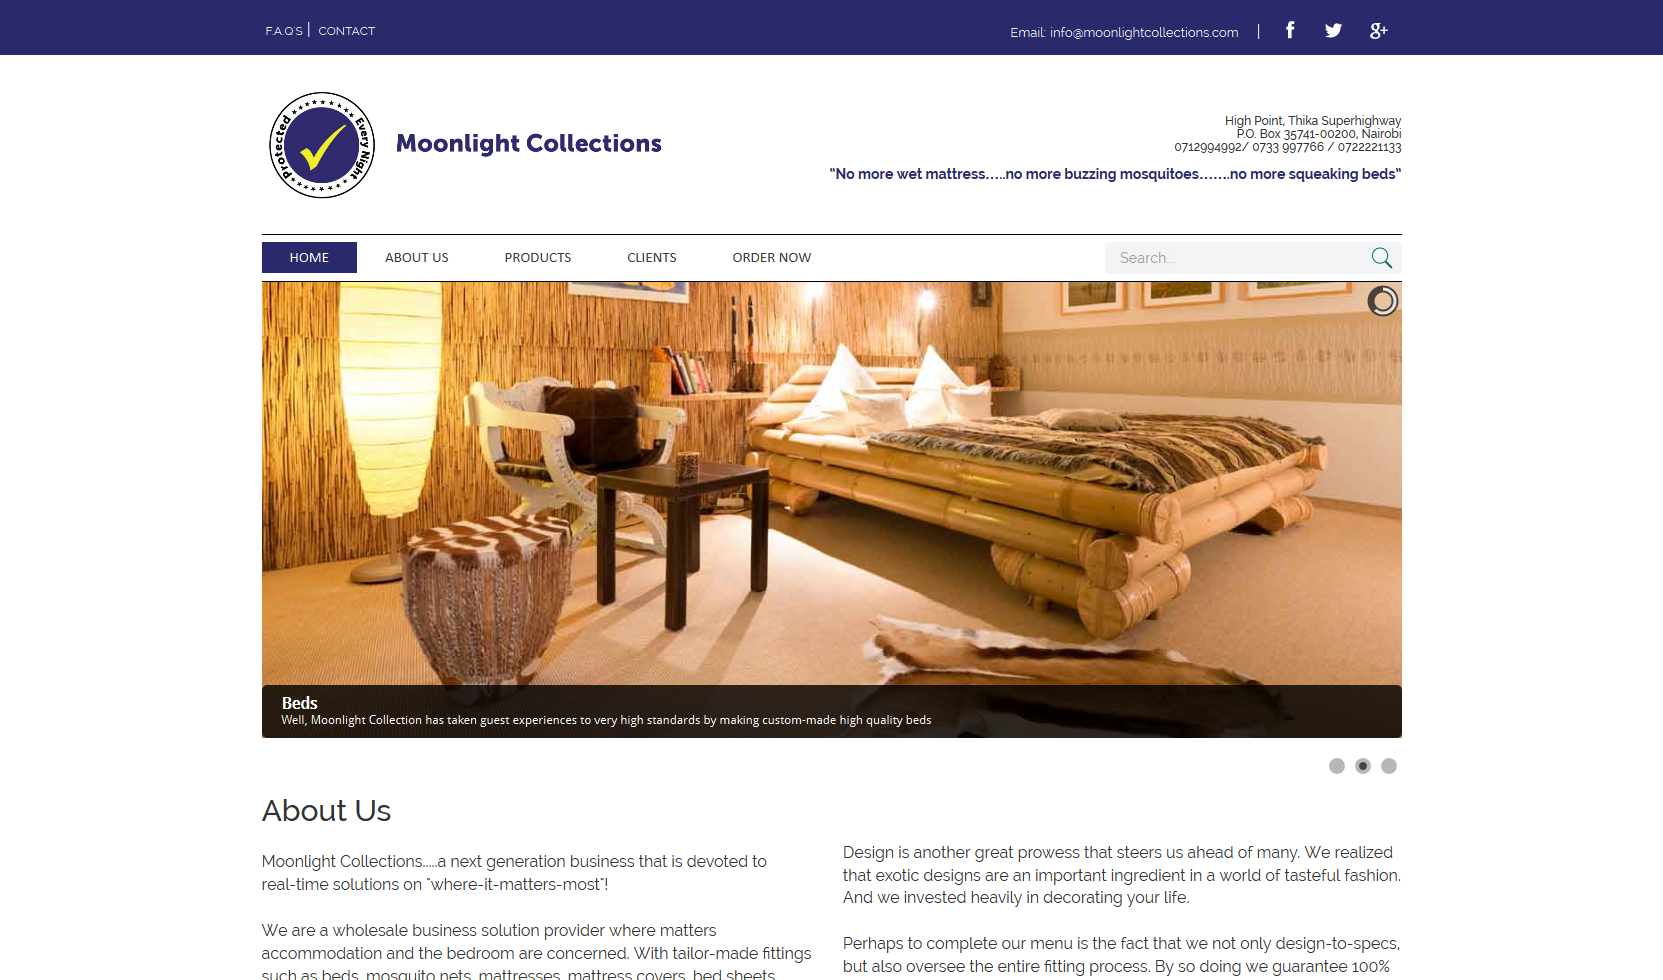 F.A.Q'S
CONTACT
Email: info@moonlightcollections.com
Protected Every Night
Moonlight Collections
High Point, Thika Superhighway
P.O. Box 35741-00200, Nairobi
0712994992/ 0733 997766 / 0722221133
“No more wet mattress…..no more buzzing mosquitoes…….no more squeaking beds”
HOME
ABOUT US
PRODUCTS
CLIENTS
ORDER NOW
Search...
Beds
Well, Moonlight Collection has taken guest experiences to very high standards by making custom-made high quality beds
About Us
Moonlight Collections.....a next generation business that is devoted to
real-time solutions on "where-it-matters-most"!
We are a wholesale business solution provider where matters
accommodation and the bedroom are concerned. With tailor-made fittings
such as beds, mosquito nets, mattresses, mattress covers, bed sheets,
Design is another great prowess that steers us ahead of many. We realized
that exotic designs are an important ingredient in a world of tasteful fashion.
And we invested heavily in decorating your life.
Perhaps to complete our menu is the fact that we not only design-to-specs,
but also oversee the entire fitting process. By so doing we guarantee 100%